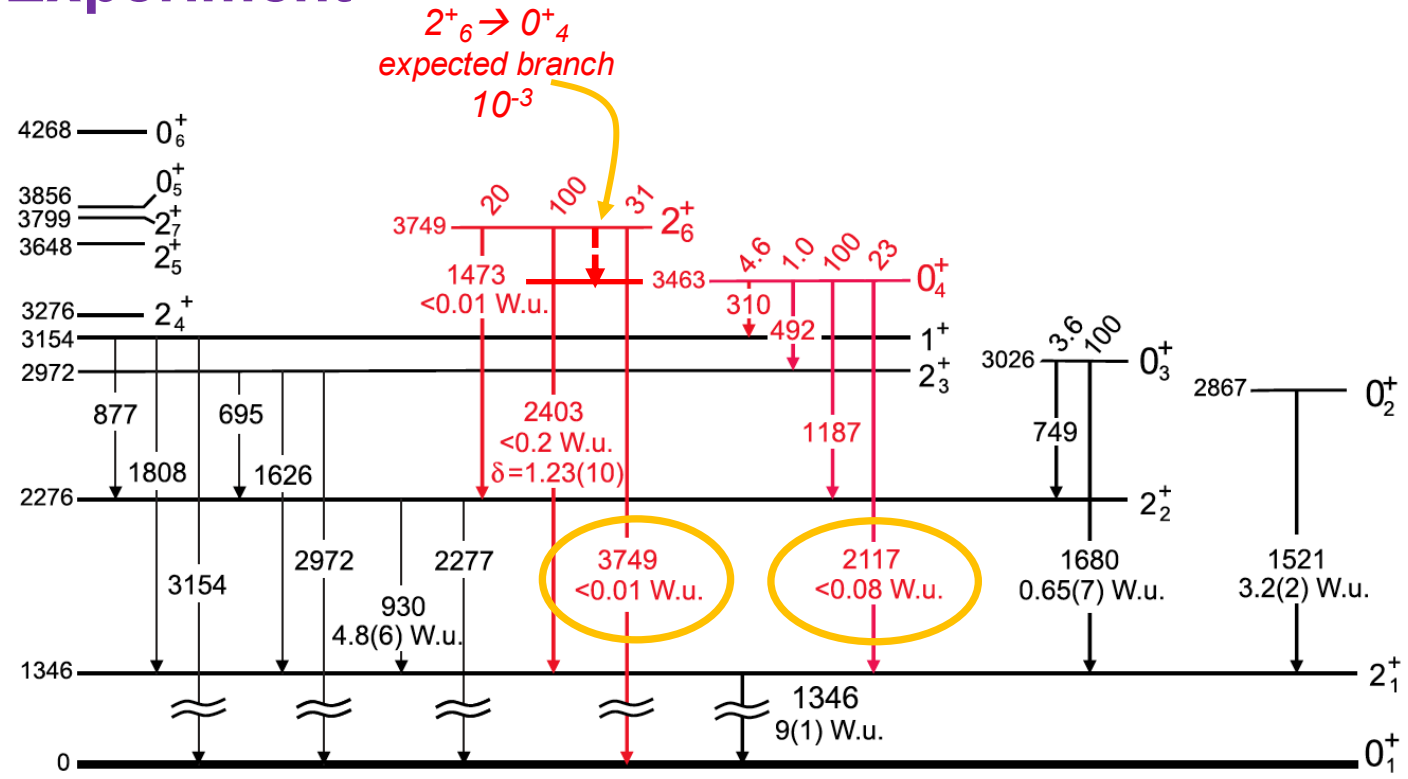 Experiment
2⁺₆→ 0⁺₄
expected branch
10⁻³
4268 0⁺₆
3856 0⁺₅
3799 2⁺₇
3648 2⁺₅
3276 2₄⁺
3154 1⁺
2972 2⁺₃
2276 2⁺₂
1346 2⁺₁
0 0⁺₁
877
1808
3154
695
1626
2972
930
4.8(6) W.u.
2277
20 100 31
3749 2⁺₆
1473
<0.01 W.u.
2403
<0.2 W.u.
δ=1.23(10)
3749
<0.01 W.u.
4.6 1.0 100 23
3463 0⁺₄
310
492
1187
2117
<0.08 W.u.
3.6 100
3026 0⁺₃
749
1680
0.65(7) W.u.
2867 0⁺₂
1521
3.2(2) W.u.
1346
9(1) W.u.